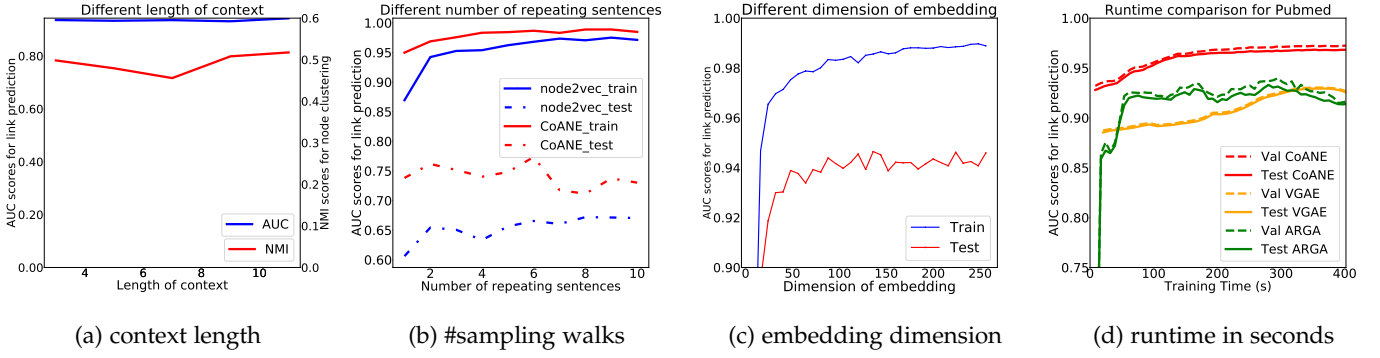 Different length of context
AUC scores for link prediction
0.80
0.60
0.40
0.20
0.00
0.6
0.5
0.4
0.3
0.2
0.1
0.0
NMI scores for node clustering
AUC
NMI
4 6 8 10
Length of context
(a) context length
Different number of repeating sentences
AUC scores for link prediction
1.00
0.95
0.90
0.85
0.80
0.75
0.70
0.65
0.60
node2vec_train
node2vec_test
CoANE_train
CoANE_test
2 4 6 8 10
Number of repeating sentences
(b) #sampling walks
Different dimension of embedding
AUC scores for link prediction
1.00
0.98
0.96
0.94
0.92
0.90
Train
Test
0 50 100 150 200 250
Dimension of embedding
(c) embedding dimension
Runtime comparison for Pubmed
AUC scores for link prediction
1.00
0.95
0.90
0.85
0.80
0.75
Val CoANE
Test CoANE
Val VGAE
Test VGAE
Val ARGA
Test ARGA
0 100 200 300 400
Training Time (s)
(d) runtime in seconds